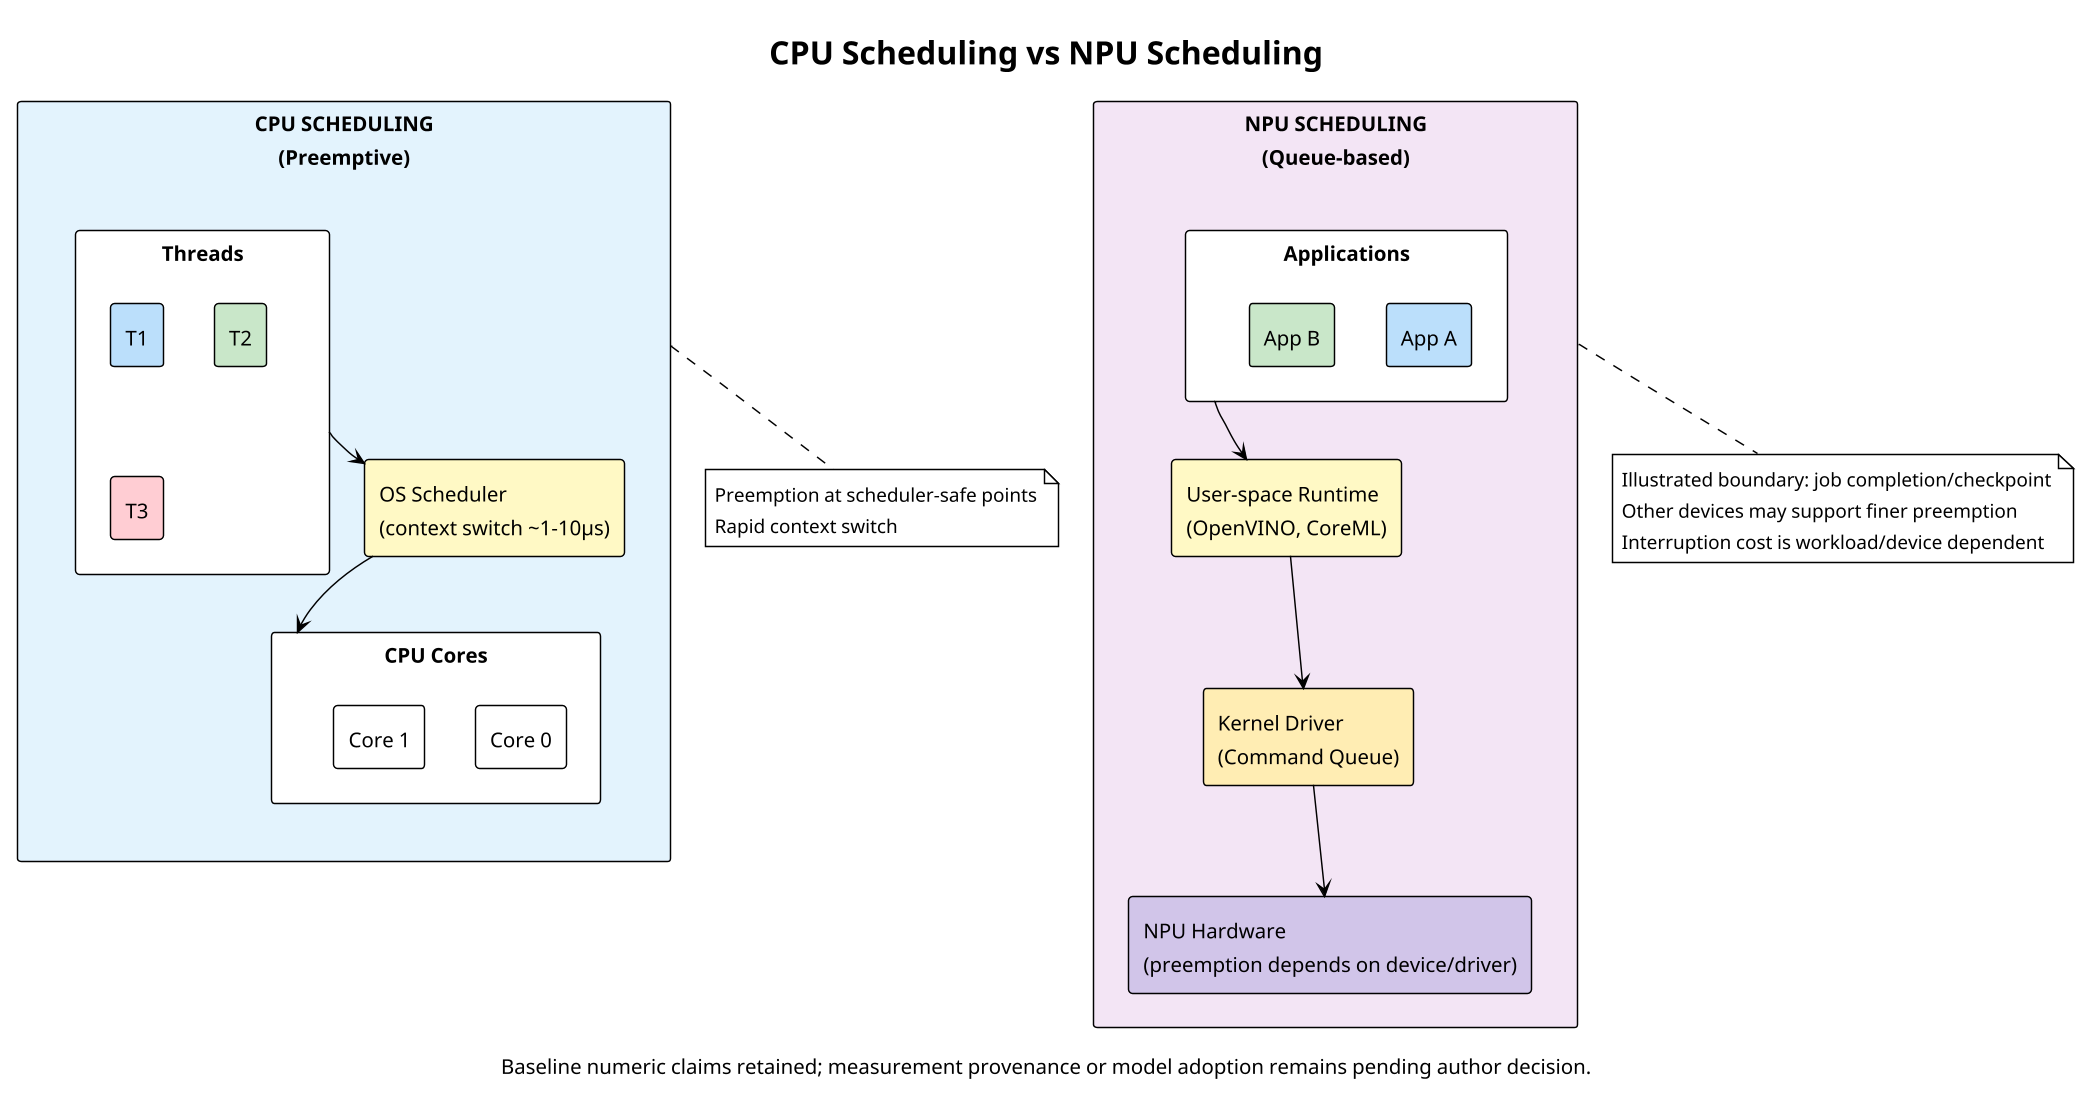 CPU Scheduling vs NPU Scheduling
CPU SCHEDULING
(Preemptive)
Threads
T1
T2
T3
OS Scheduler
(context switch ~1-10µs)
CPU Cores
Core 1
Core 0
Preemption at scheduler-safe points
Rapid context switch
NPU SCHEDULING
(Queue-based)
Applications
App B
App A
User-space Runtime
(OpenVINO, CoreML)
Kernel Driver
(Command Queue)
NPU Hardware
(preemption depends on device/driver)
Illustrated boundary: job completion/checkpoint
Other devices may support finer preemption
Interruption cost is workload/device dependent
Baseline numeric claims retained; measurement provenance or model adoption remains pending author decision.